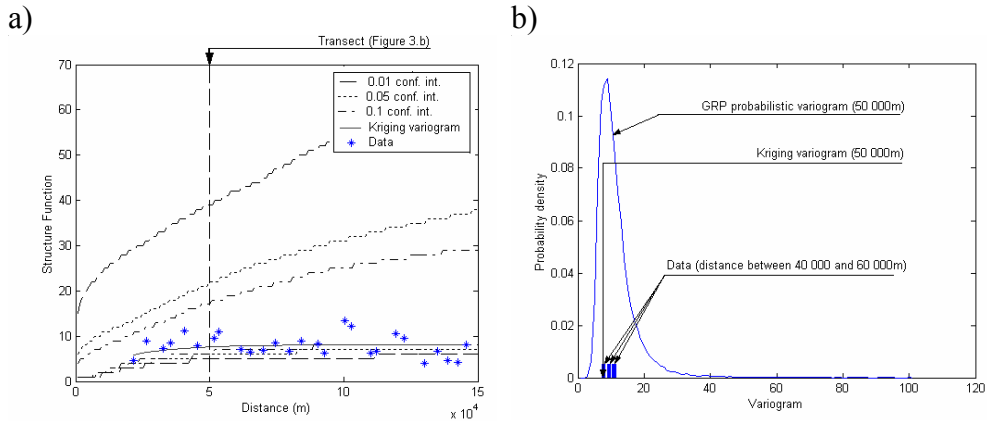 a)
Transect (Figure 3.b)
70
60
50
40
30
20
10
0
Structure Function
0.01 conf. int.
0.05 conf. int.
0.1 conf. int.
Kriging variogram
Data
0
5
10
15
x 10⁴
Distance (m)
b)
0.12
0.1
0.08
0.06
0.04
0.02
0
Probability density
GRP probabilistic variogram (50 000m)
Kriging variogram (50 000m)
Data (distance between 40 000 and 60 000m)
0
20
40
60
80
100
120
Variogram